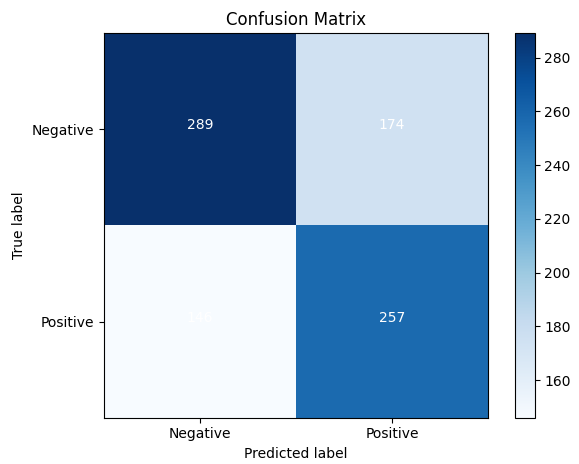 Confusion Matrix
Negative
289
174
Positive
146
257
Negative
Positive
Predicted label
True label
280
260
240
220
200
180
160